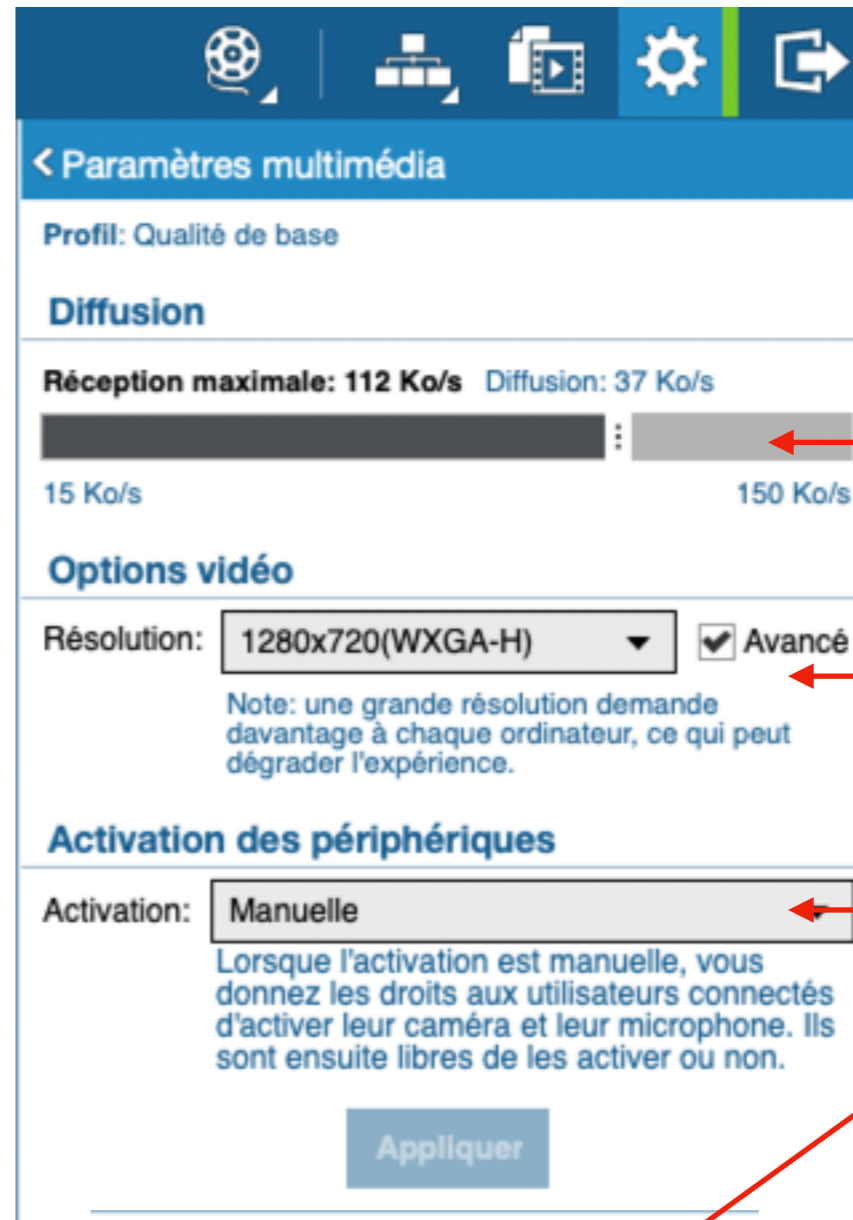 Paramètres multimédia
Profil: Qualité de base
Diffusion
Réception maximale: 112 Ko/s Diffusion: 37 Ko/s
15 Ko/s 150 Ko/s
Options vidéo
Résolution: 1280x720(WXGA-H) Avancé
Note: une grande résolution demande
davantage à chaque ordinateur, ce qui peut
dégrader l'expérience.
Activation des périphériques
Activation: Manuelle
Lorsque l'activation est manuelle, vous
donnez les droits aux utilisateurs connectés
d'activer leur caméra et leur microphone. Ils
sont ensuite libres de les activer ou non.
Appliquer